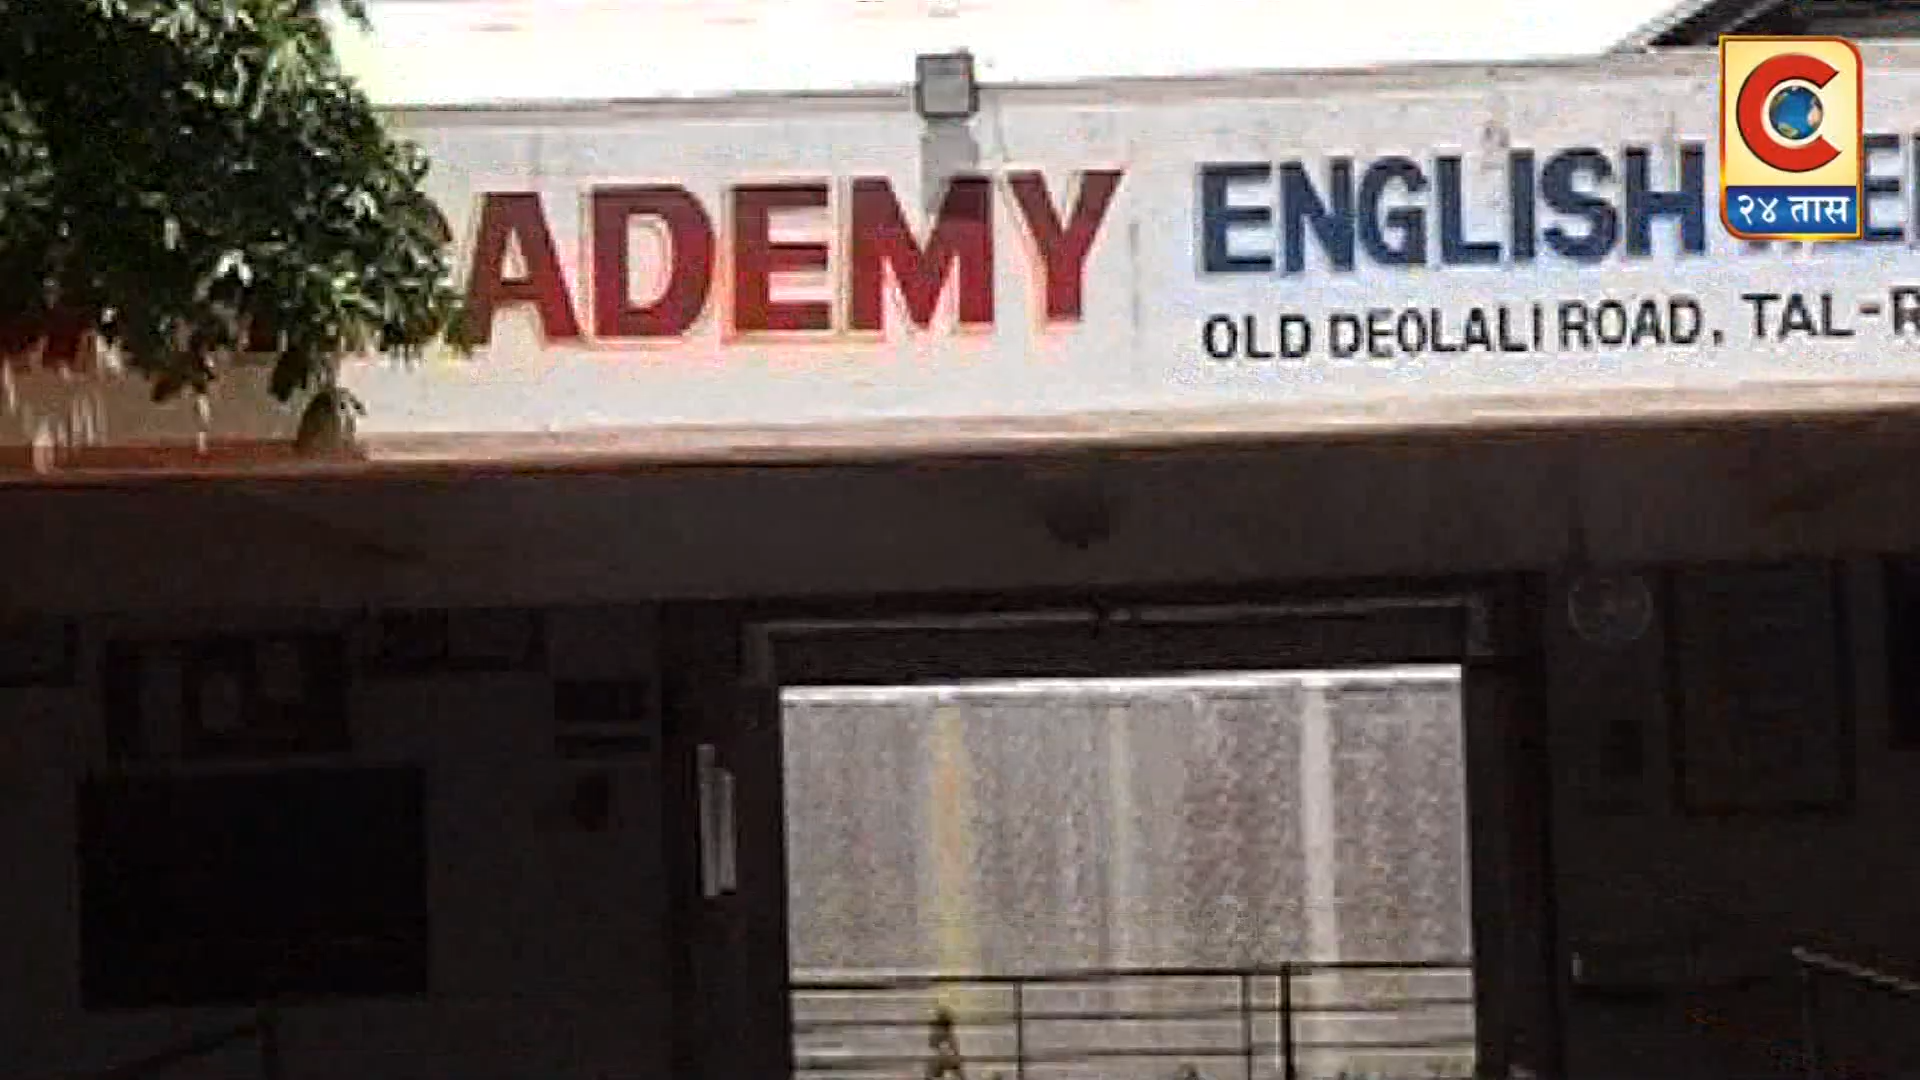 ADEMY ENGLISH
OLD DEOLALI ROAD, TAL-R
C
२४ तास